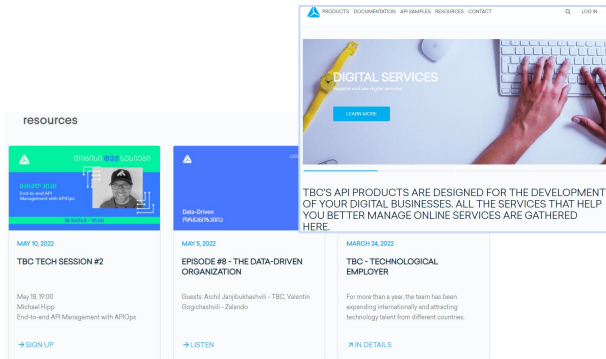 PRODUCTS DOCUMENTATION API SAMPLES RESOURCES CONTACT
LOG IN
DIGITAL SERVICES
Register and use digital services
LEARN MORE
TBC'S API PRODUCTS ARE DESIGNED FOR THE DEVELOPMENT
OF YOUR DIGITAL BUSINESSES. ALL THE SERVICES THAT HELP
YOU BETTER MANAGE ONLINE SERVICES ARE GATHERED
HERE.
resources
End-to-end API
Management with APIOps
MAY 10, 2022
TBC TECH SESSION #2
May 18; 19:00
Michael Hipp
End-to-end API Management with APIOps
SIGN UP
Data-Driven
MAY 5, 2022
EPISODE #8 - THE DATA-DRIVEN
ORGANIZATION
Guests: Archil Janjibukhashvili - TBC, Valentin
Gogichashvili - Zalando
LISTEN
MARCH 24, 2022
TBC - TECHNOLOGICAL
EMPLOYER
For more than a year, the team has been
expanding internationally and attracting
technology talent from different countries.
IN DETAILS